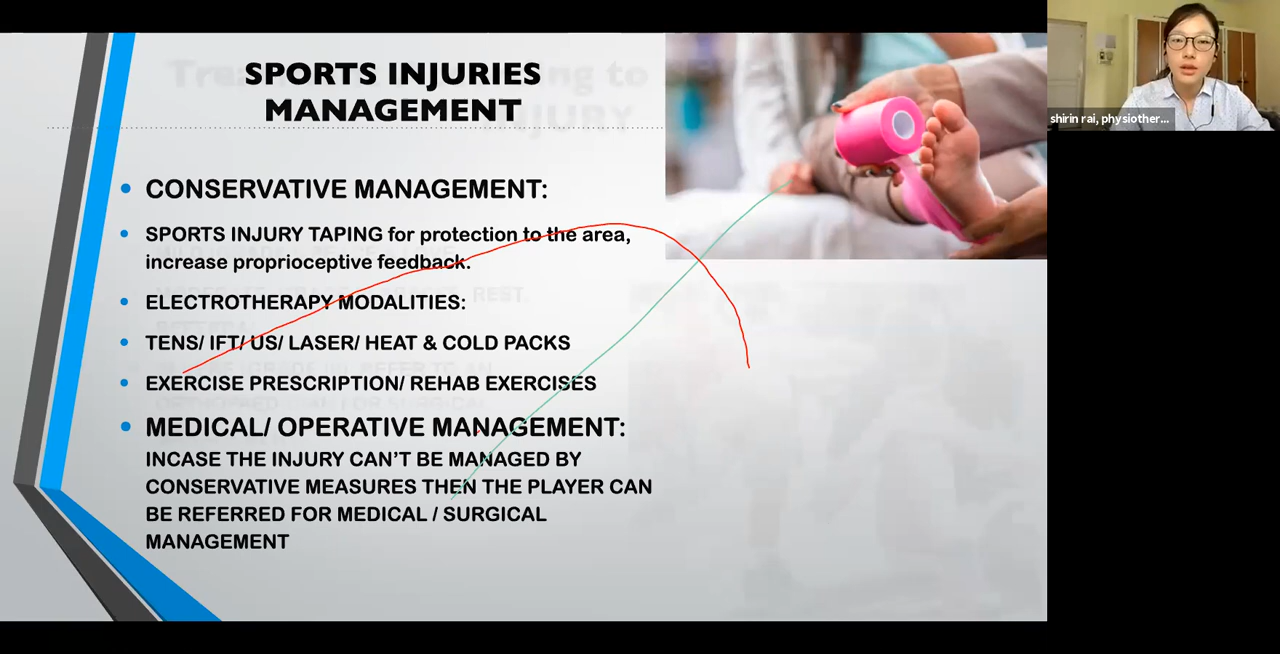 SPORTS INJURIES
MANAGEMENT
CONSERVATIVE MANAGEMENT:
SPORTS INJURY TAPING for protection to the area,
increase proprioceptive feedback.
ELECTROTHERAPY MODALITIES:
TENS/ IFT/ US/ LASER/ HEAT & COLD PACKS
EXERCISE PRESCRIPTION/ REHAB EXERCISES
MEDICAL/ OPERATIVE MANAGEMENT:
INCASE THE INJURY CAN'T BE MANAGED BY
CONSERVATIVE MEASURES THEN THE PLAYER CAN
BE REFERRED FOR MEDICAL / SURGICAL
MANAGEMENT
shirin rai, physiother...